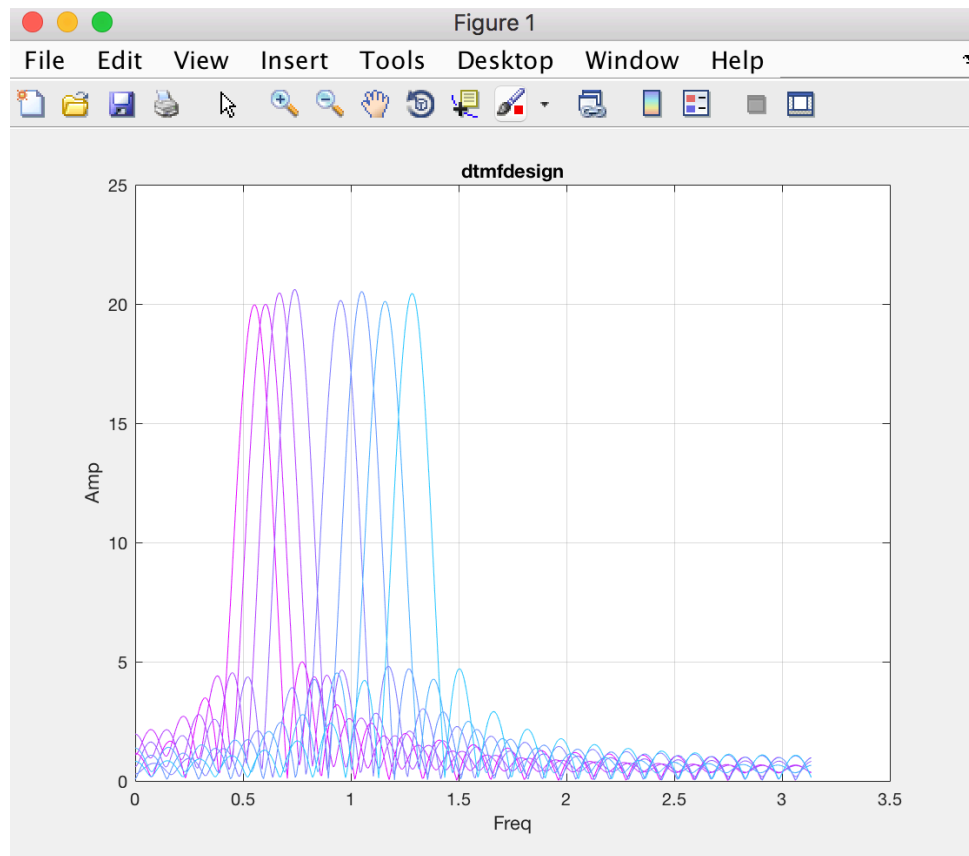 Figure 1
File Edit View Insert Tools Desktop Window Help
dtmfdesign
25
20
15
10
5
0
Amp
0 0.5 1 1.5 2 2.5 3 3.5
Freq